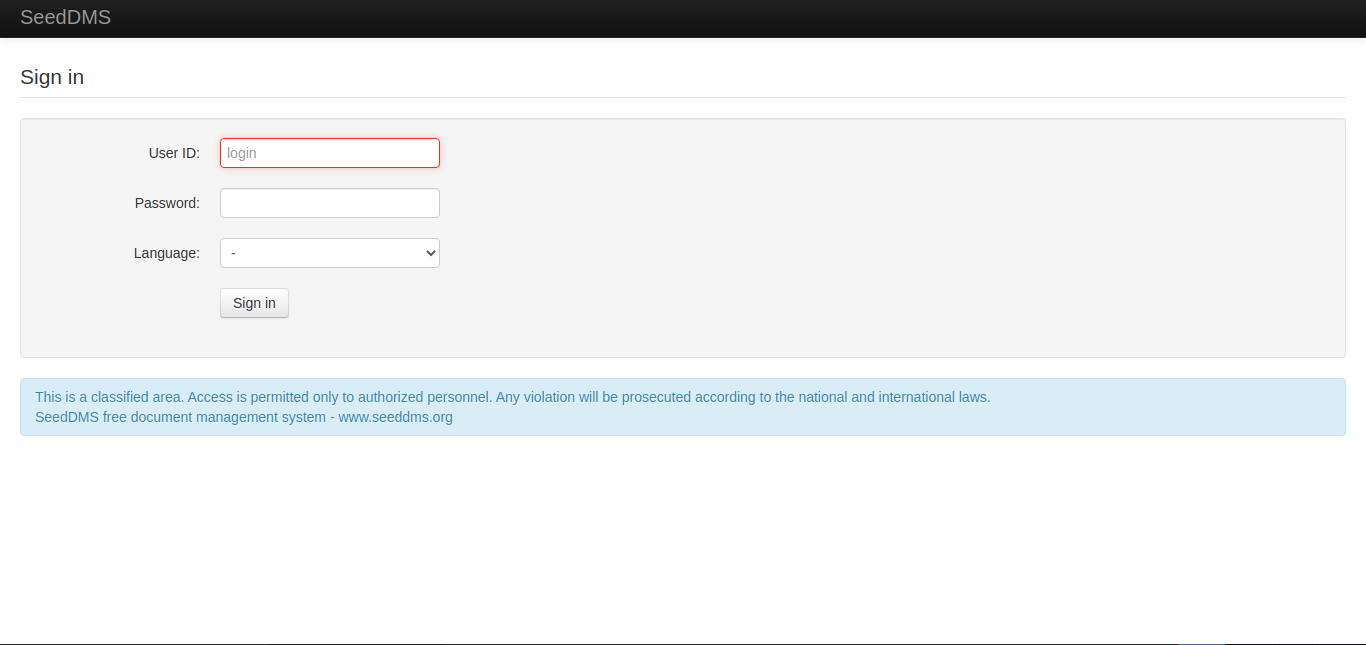 SeedDMS
Sign in
User ID: login
Password:
Language: -
Sign in
This is a classified area. Access is permitted only to authorized personnel. Any violation will be prosecuted according to the national and international laws.
SeedDMS free document management system - www.seeddms.org